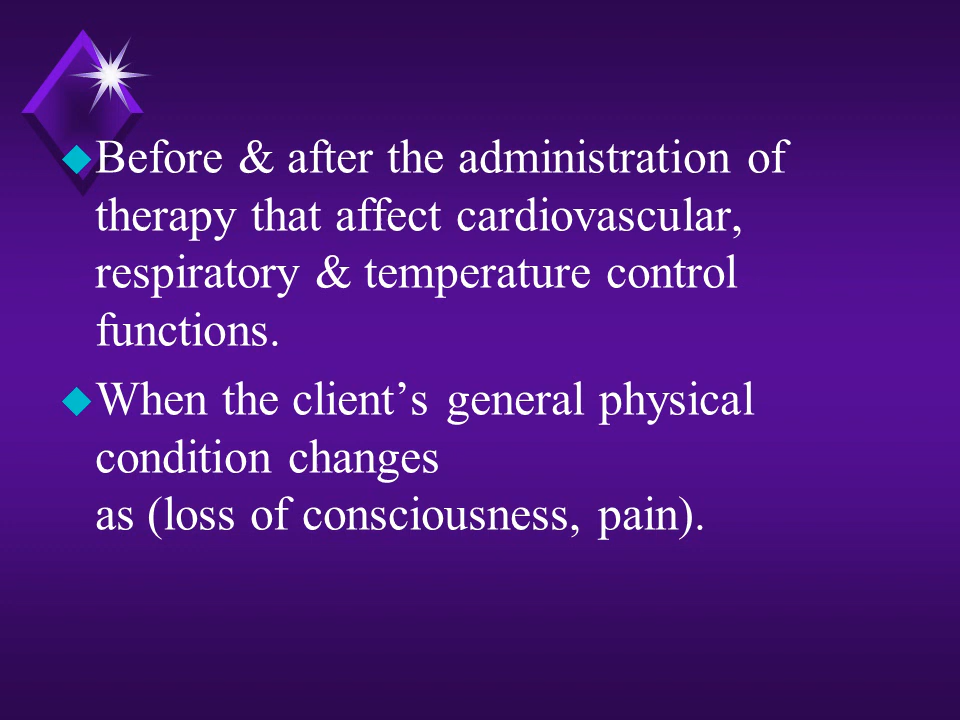 Before & after the administration of
therapy that affect cardiovascular,
respiratory & temperature control
functions.
When the client’s general physical
condition changes
as (loss of consciousness, pain).